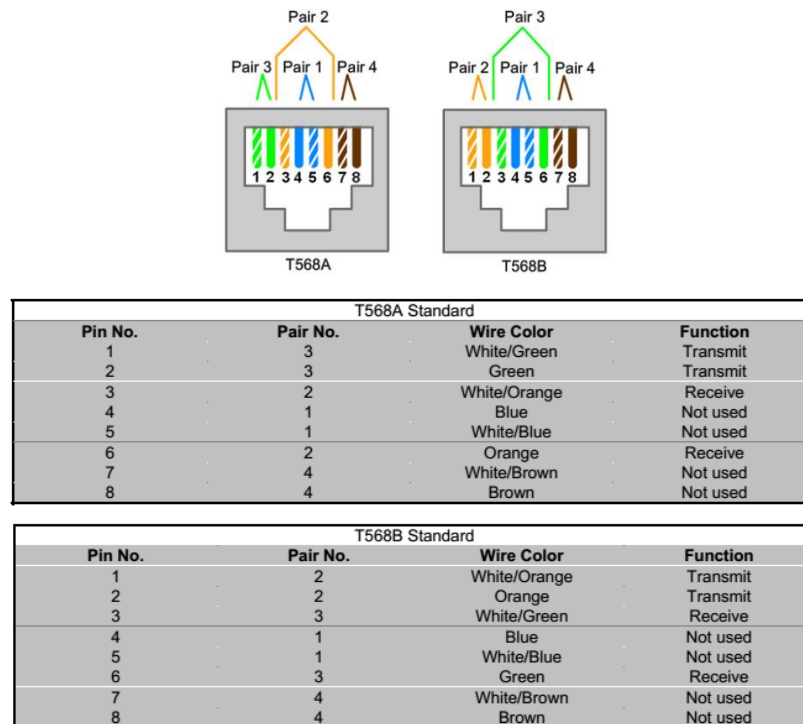 Pair 2
Pair 3
Pair 3 Pair 1 Pair 4
Pair 2 Pair 1 Pair 4
1 2 3 4 5 6 7 8
1 2 3 4 5 6 7 8
T568A
T568B
T568A Standard
Pin No. Pair No. Wire Color Function
1 3 White/Green Transmit
2 3 Green Transmit
3 2 White/Orange Receive
4 1 Blue Not used
5 1 White/Blue Not used
6 2 Orange Receive
7 4 White/Brown Not used
8 4 Brown Not used
T568B Standard
Pin No. Pair No. Wire Color Function
1 2 White/Orange Transmit
2 2 Orange Transmit
3 3 White/Green Receive
4 1 Blue Not used
5 1 White/Blue Not used
6 3 Green Receive
7 4 White/Brown Not used
8 4 Brown Not used